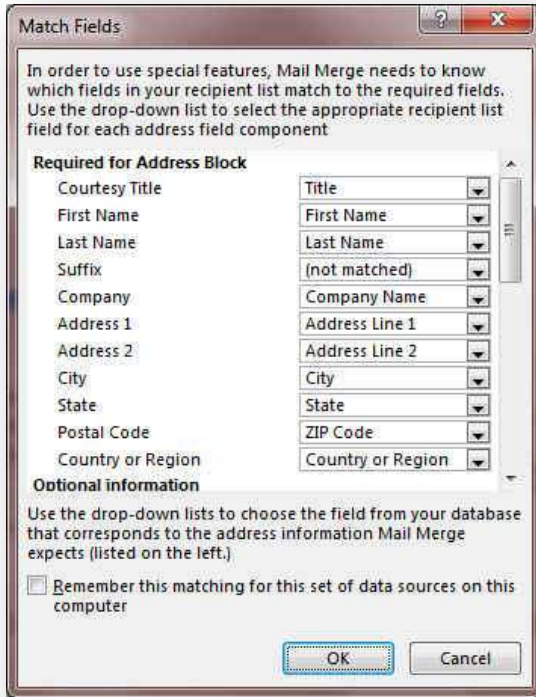 Match Fields
In order to use special features, Mail Merge needs to know
which fields in your recipient list match to the required fields.
Use the drop-down list to select the appropriate recipient list
field for each address field component
Required for Address Block
Courtesy Title Title
First Name First Name
Last Name Last Name
Suffix (not matched)
Company Company Name
Address 1 Address Line 1
Address 2 Address Line 2
City City
State State
Postal Code ZIP Code
Country or Region Country or Region
Optional information
Use the drop-down lists to choose the field from your database
that corresponds to the address information Mail Merge
expects (listed on the left.)
Remember this matching for this set of data sources on this
computer
OK Cancel